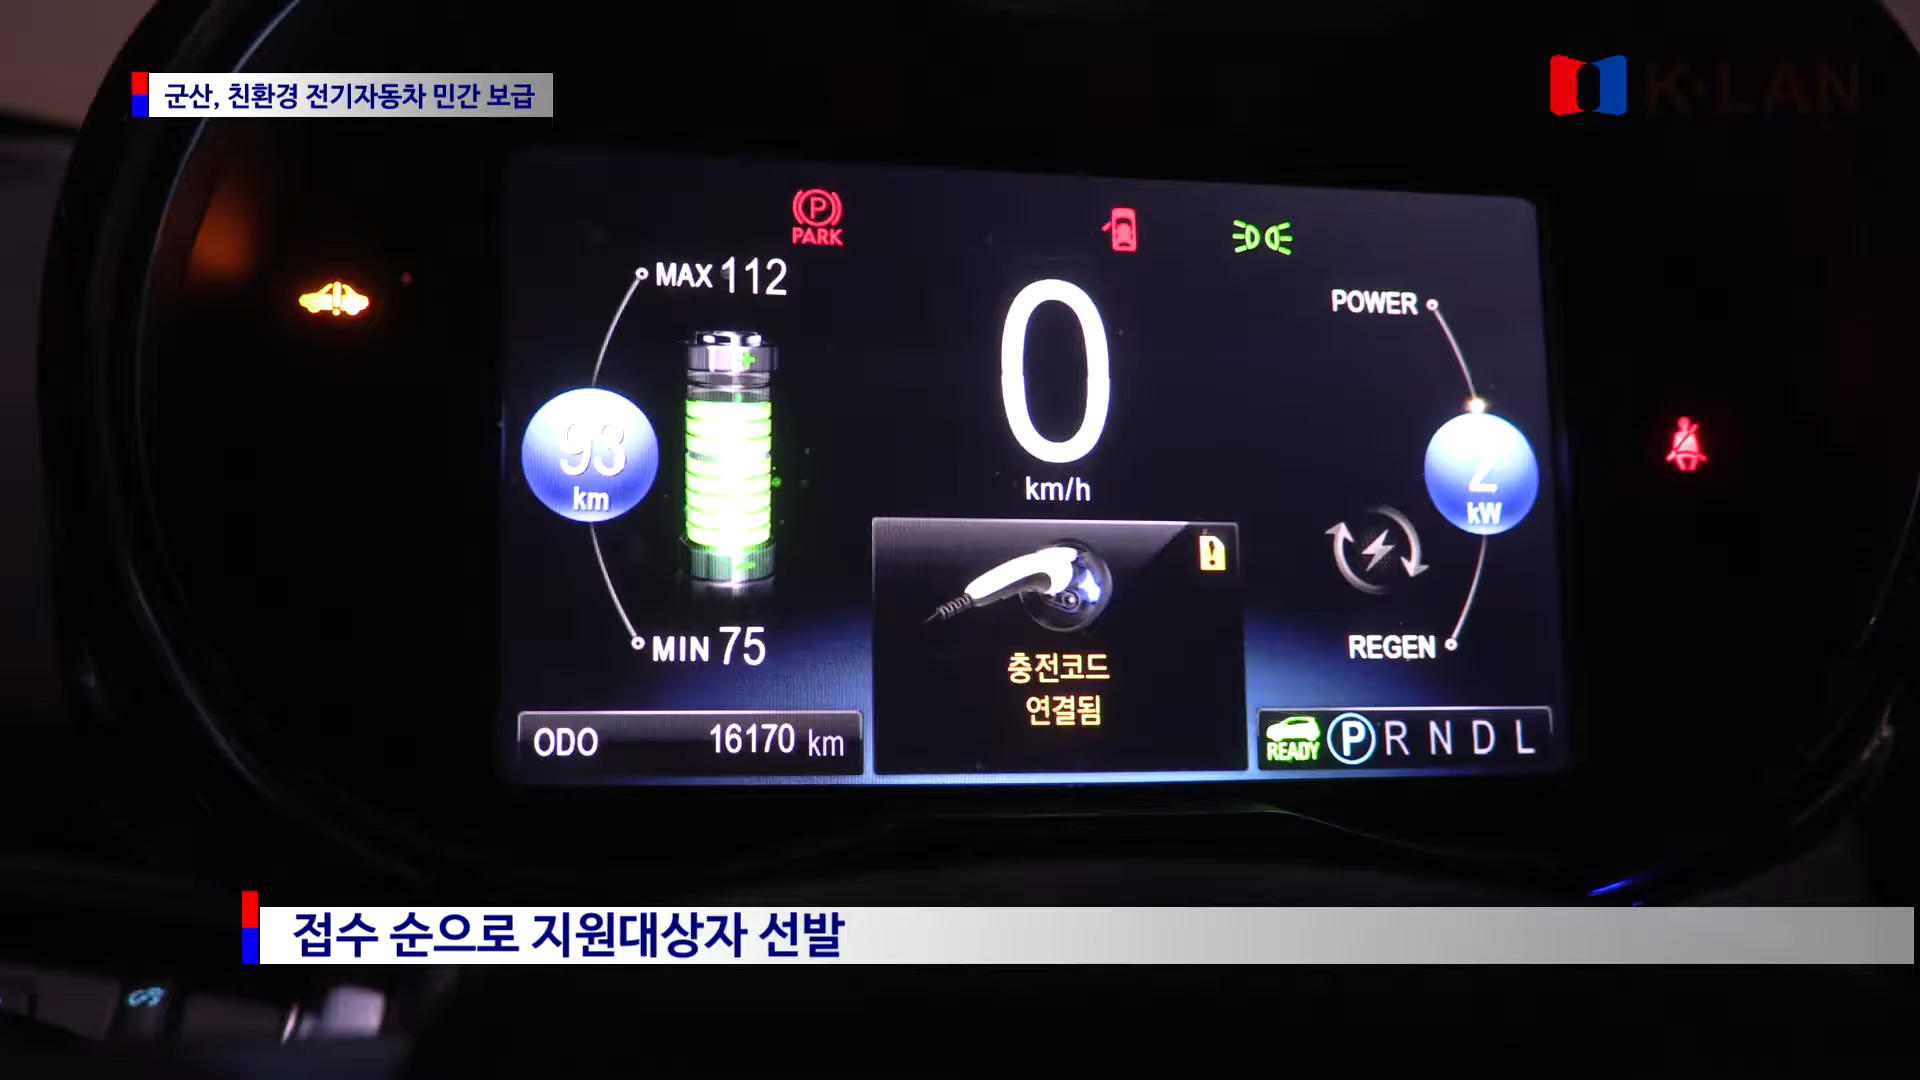 군산, 친환경 전기자동차 민간 보급
K·LAN
P
PARK
MAX 112
POWER
0
93
km
km/h
2
kW
충전코드
연결됨
MIN 75
REGEN
ODO 16170 km
READY P R N D L
접수 순으로 지원대상자 선발